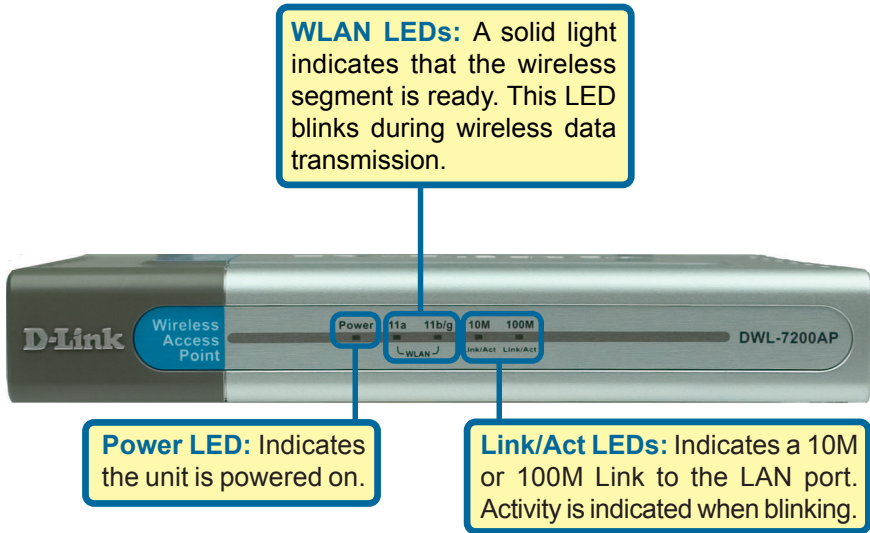 WLAN LEDs: A solid light
indicates that the wireless
segment is ready. This LED
blinks during wireless data
transmission.
D-Link
Wireless
Access
Point
Power
11a 11b/g
WLAN
10M 100M
Link/Act Link/Act
DWL-7200AP
Power LED: Indicates
the unit is powered on.
Link/Act LEDs: Indicates a 10M
or 100M Link to the LAN port.
Activity is indicated when blinking.